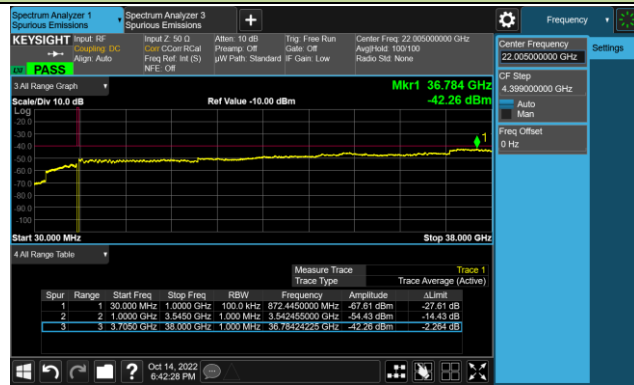 Spectrum Analyzer 1
Spurious Emissions
Spectrum Analyzer 3
Spurious Emissions
Frequency
KEYSIGHT
Input: RF
Coupling: DC
Align: Auto
Input Z: 50 Ω
Corr CCorr RCal
Freq Ref: Int (S)
NFE: Off
Atten: 10 dB
Preamp: Off
µW Path: Standard
Trig: Free Run
Gate: Off
IF Gain: Low
Center Freq: 22.005000000 GHz
Avg|Hold: 100/100
Radio Std: None
PASS
Center Frequency
22.005000000 GHz
Settings
CF Step
4.399000000 GHz
Auto
Man
Freq Offset
0 Hz
3 All Range Graph
Mkr1 36.784 GHz
Scale/Div 10.0 dB
Ref Value -10.00 dBm
-42.26 dBm
Log
-20.0
-30.0
-40.0
-50.0
-60.0
-70.0
-80.0
-90.0
-100
1
Start 30.000 MHz
Stop 38.000 GHz
4 All Range Table
Measure Trace Trace 1
Trace Type Trace Average (Active)
Spur Range Start Freq Stop Freq RBW Frequency Amplitude ΔLimit
1 1 30.000 MHz 1.0000 GHz 100.0 kHz 872.4450000 MHz -67.61 dBm -27.61 dB
2 2 1.0000 GHz 3.5450 GHz 1.000 MHz 3.542455000 GHz -54.43 dBm -14.43 dB
3 3 3.7050 GHz 38.000 GHz 1.000 MHz 36.78424225 GHz -42.26 dBm -2.264 dB
?
Oct 14, 2022
6:42:28 PM